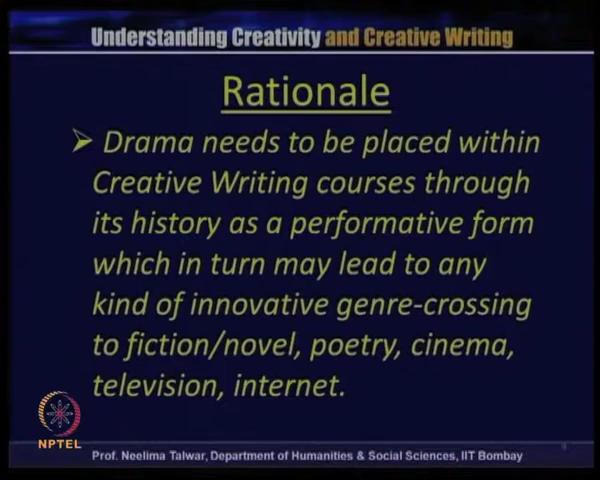 Understanding Creativity and Creative Writing
Rationale
➢ Drama needs to be placed within
Creative Writing courses through
its history as a performative form
which in turn may lead to any
kind of innovative genre-crossing
to fiction/novel, poetry, cinema,
television, internet.
NPTEL
Prof. Neelima Talwar, Department of Humanities & Social Sciences, IIT Bombay